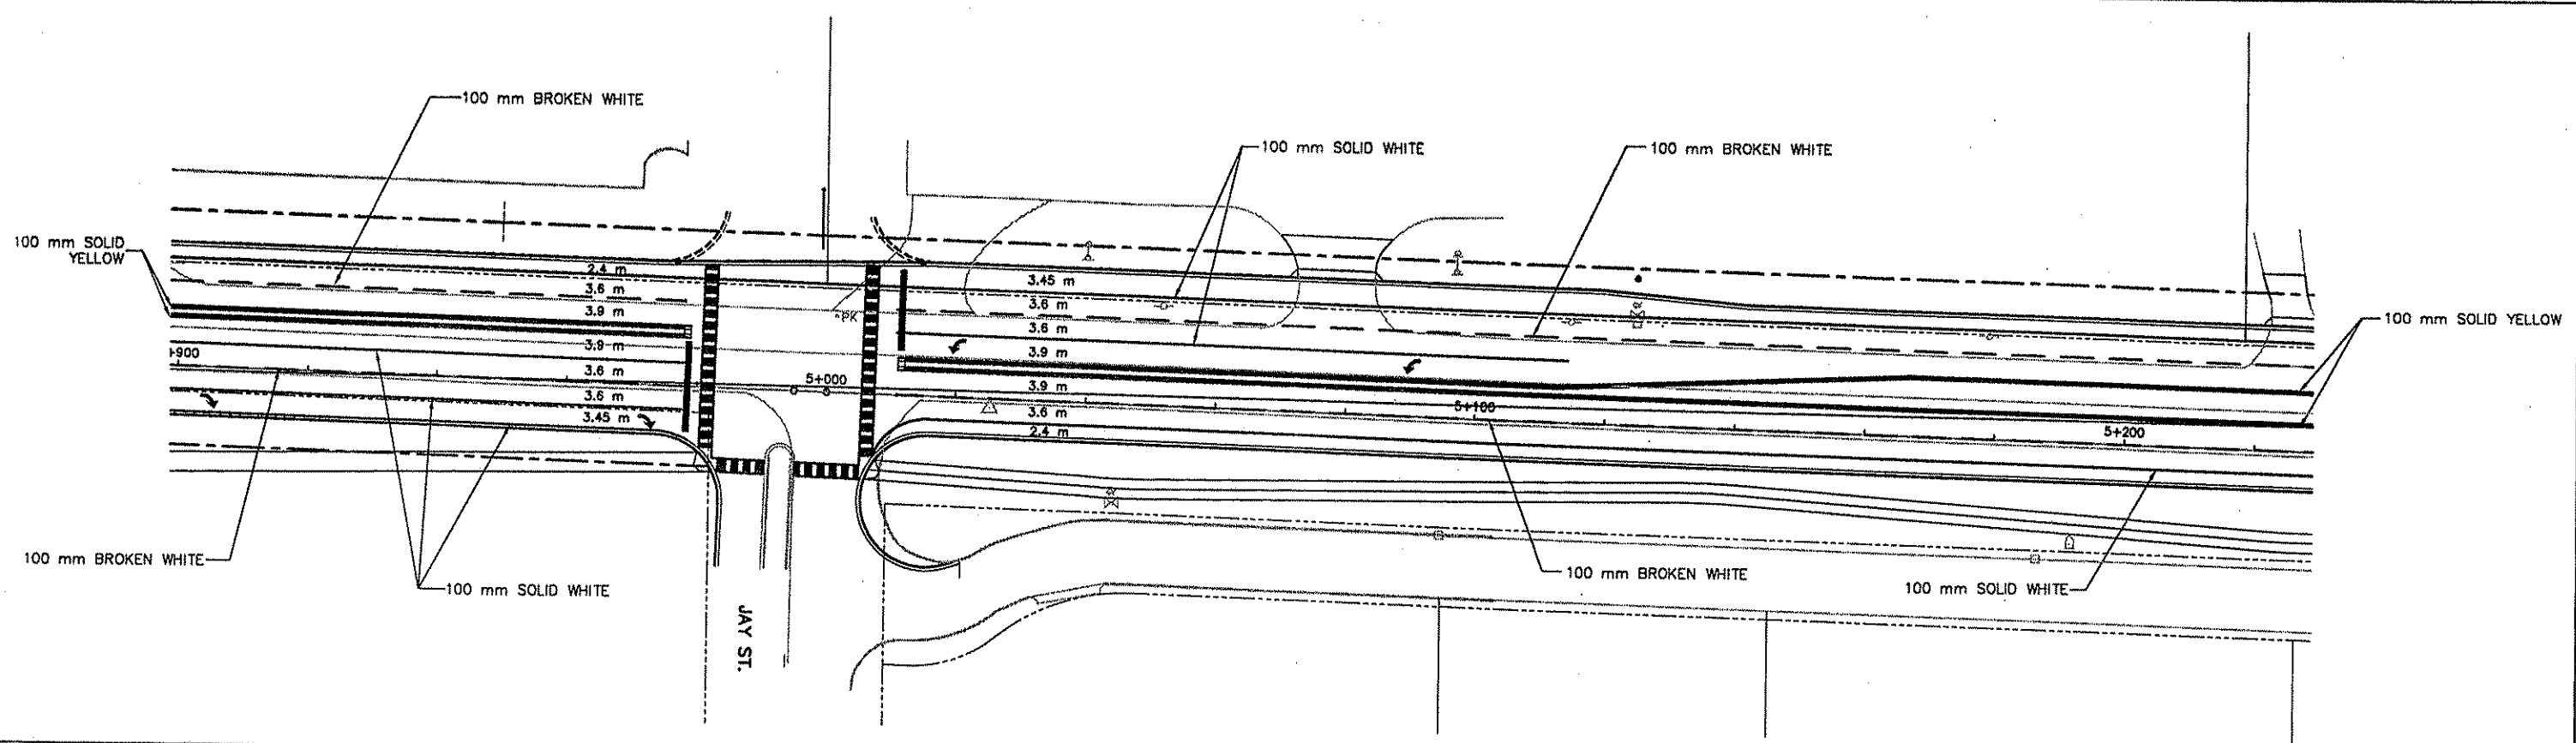 100 mm BROKEN WHITE
100 mm SOLID WHITE
100 mm BROKEN WHITE
100 mm SOLID
YELLOW
2.4 m
3.6 m
3.9 m
3.9 m
3.6 m
3.6 m
3.45 m
+900
PK
5+000
3.45 m
3.6 m
3.6 m
3.9 m
3.9 m
3.6 m
2.4 m
5+100
5+200
100 mm SOLID YELLOW
100 mm BROKEN WHITE
100 mm SOLID WHITE
JAY ST.
100 mm BROKEN WHITE
100 mm SOLID WHITE